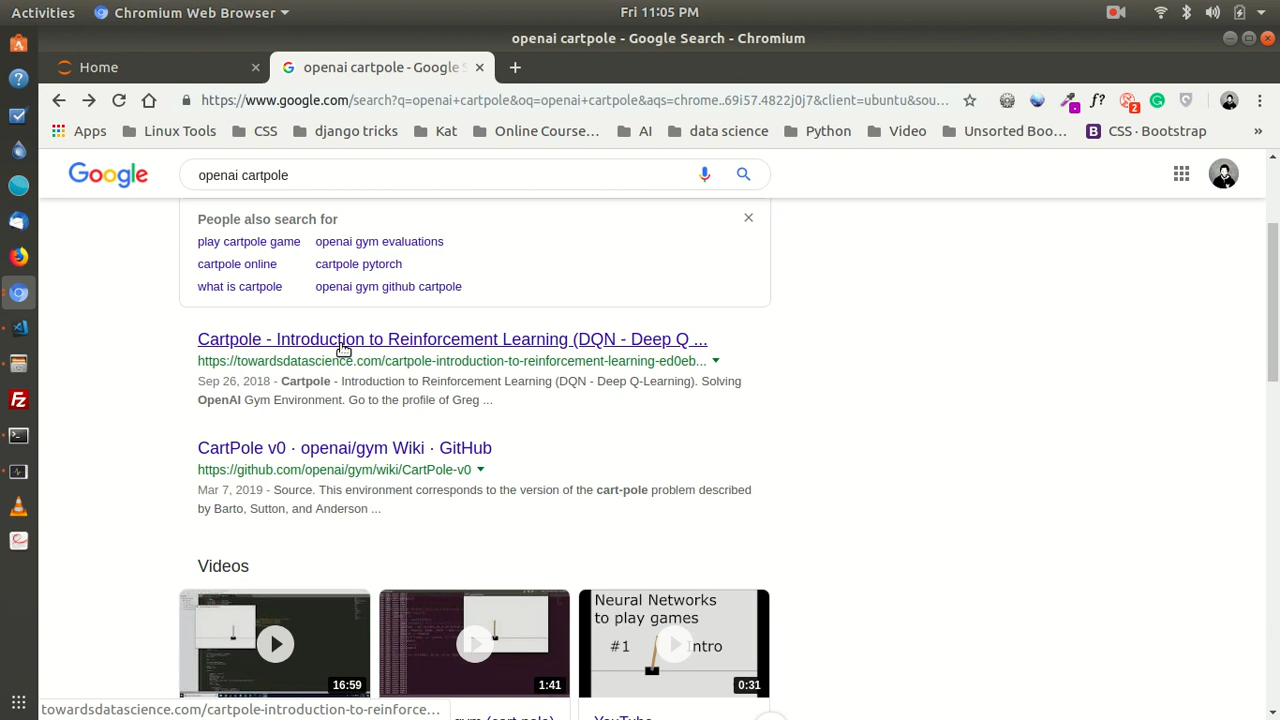 Activities Chromium Web Browser Fri 11:05 PM
openai cartpole - Google Search - Chromium
Home openai cartpole - Google S
https://www.google.com/search?q=openai+cartpole&oq=openai+cartpole&aqs=chrome..69i57.4822j0j7&client=ubuntu&sou... f? 2
Apps Linux Tools CSS django tricks Kat Online Course... AI data science Python Video Unsorted Boo... B CSS · Bootstrap »
Google openai cartpole
People also search for
play cartpole game openai gym evaluations
cartpole online cartpole pytorch
what is cartpole openai gym github cartpole
Cartpole - Introduction to Reinforcement Learning (DQN - Deep Q ...
https://towardsdatascience.com/cartpole-introduction-to-reinforcement-learning-ed0eb...
Sep 26, 2018 - Cartpole - Introduction to Reinforcement Learning (DQN - Deep Q-Learning). Solving
OpenAI Gym Environment. Go to the profile of Greg ...
CartPole v0 · openai/gym Wiki · GitHub
https://github.com/openai/gym/wiki/CartPole-v0
Mar 7, 2019 - Source. This environment corresponds to the version of the cart-pole problem described
by Barto, Sutton, and Anderson ...
Videos
Neural Networks
to play games
#1 Intro
16:59 1:41 0:31
towardsdatascience.com/cartpole-introduction-to-reinforce... gym (cart pole) YouTube